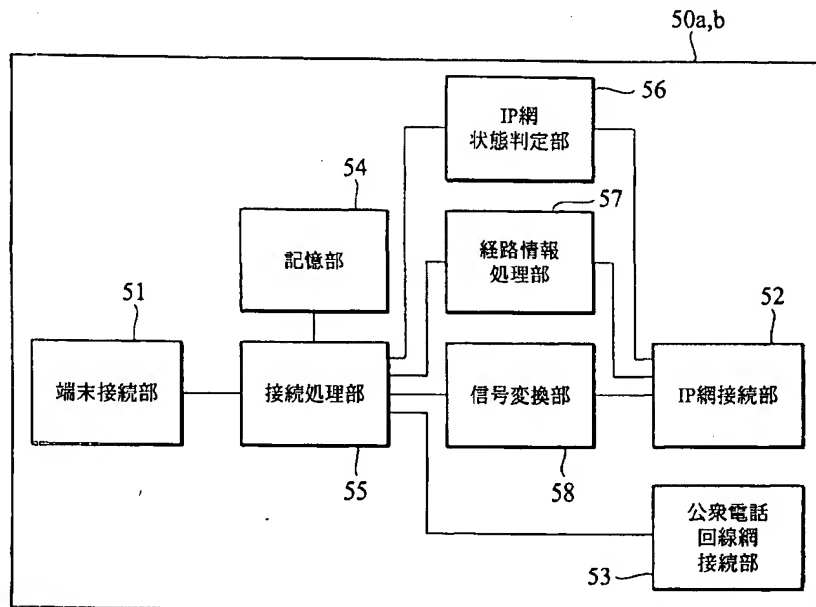 50a,b
56
IP網
状態判定部
54
57
記憶部
経路情報
処理部
51
52
端末接続部
接続処理部
信号変換部
IP網接続部
55
58
公衆電話
回線網
接続部
53